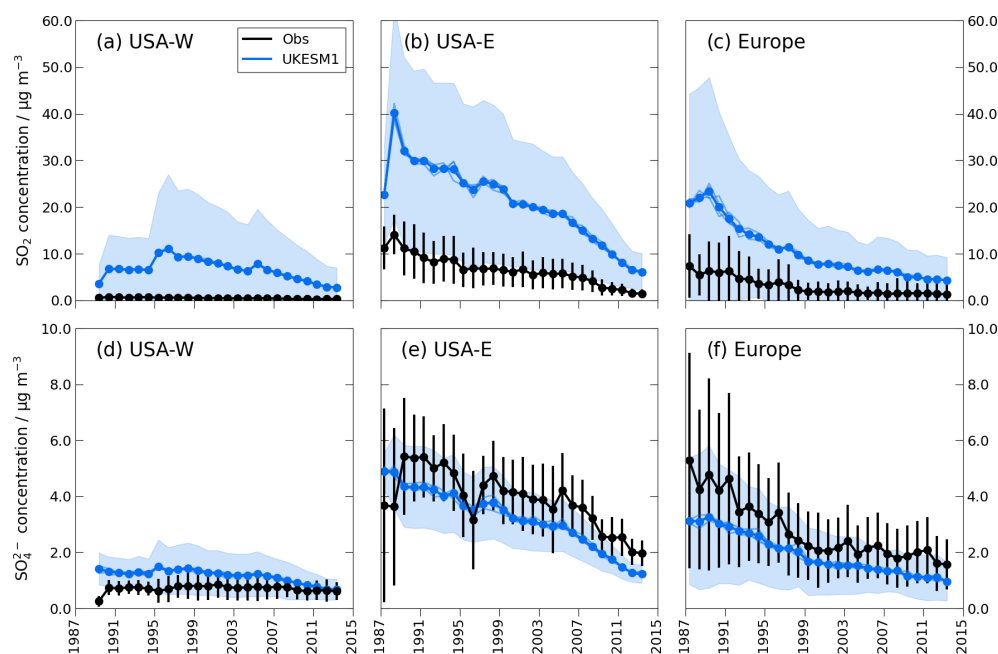 60.0
50.0
40.0
30.0
20.0
10.0
0.0
SO₂ concentration / μg m⁻³
(a) USA-W
Obs
UKESM1
(b) USA-E
(c) Europe
60.0
50.0
40.0
30.0
20.0
10.0
0.0
10.0
8.0
6.0
4.0
2.0
0.0
SO₄²⁻ concentration / μg m⁻³
(d) USA-W
(e) USA-E
(f) Europe
10.0
8.0
6.0
4.0
2.0
0.0
1987 1991 1995 1999 2003 2007 2011 2015
1987 1991 1995 1999 2003 2007 2011 2015
1987 1991 1995 1999 2003 2007 2011 2015